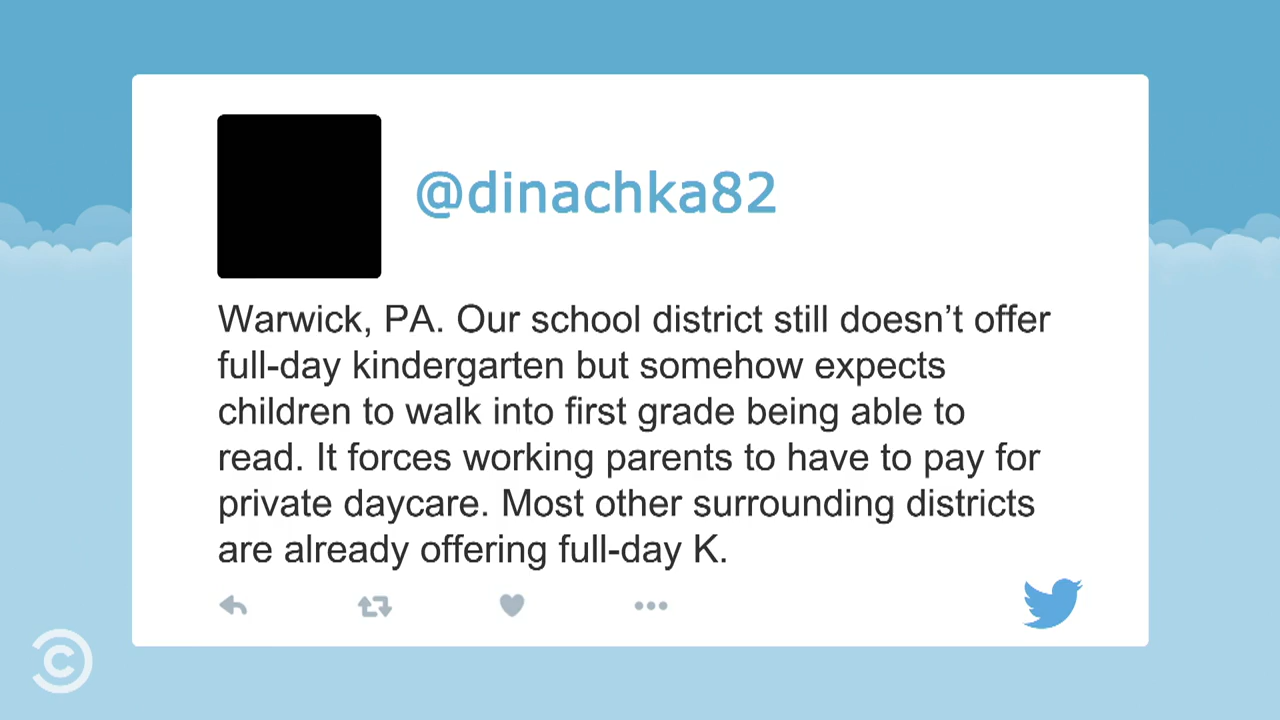 @dinachka82
Warwick, PA. Our school district still doesn’t offer
full-day kindergarten but somehow expects
children to walk into first grade being able to
read. It forces working parents to have to pay for
private daycare. Most other surrounding districts
are already offering full-day K.